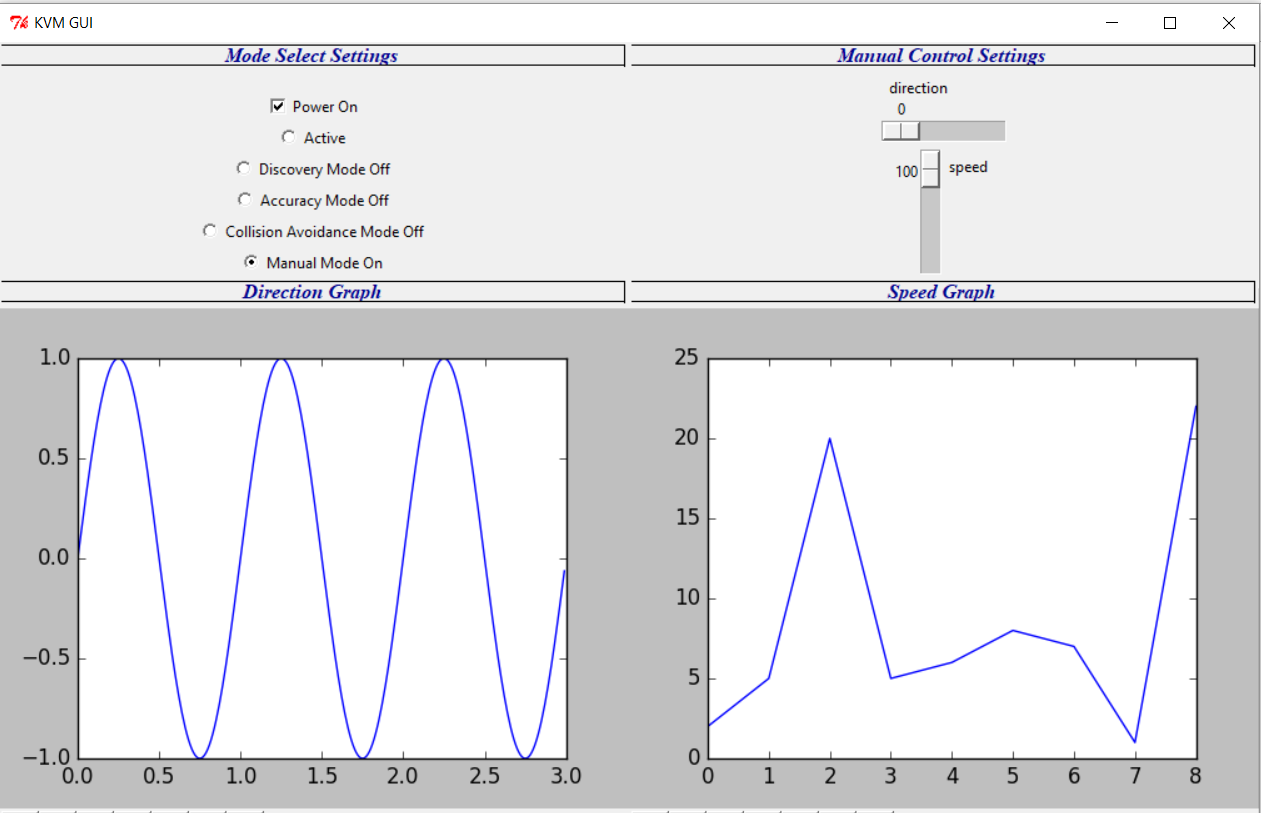 KVM GUI
Mode Select Settings
Power On
Active
Discovery Mode Off
Accuracy Mode Off
Collision Avoidance Mode Off
Manual Mode On
Manual Control Settings
direction
0
100 speed
Direction Graph
1.0
0.5
0.0
−0.5
−1.0
0.0 0.5 1.0 1.5 2.0 2.5 3.0
Speed Graph
25
20
15
10
5
0
0 1 2 3 4 5 6 7 8